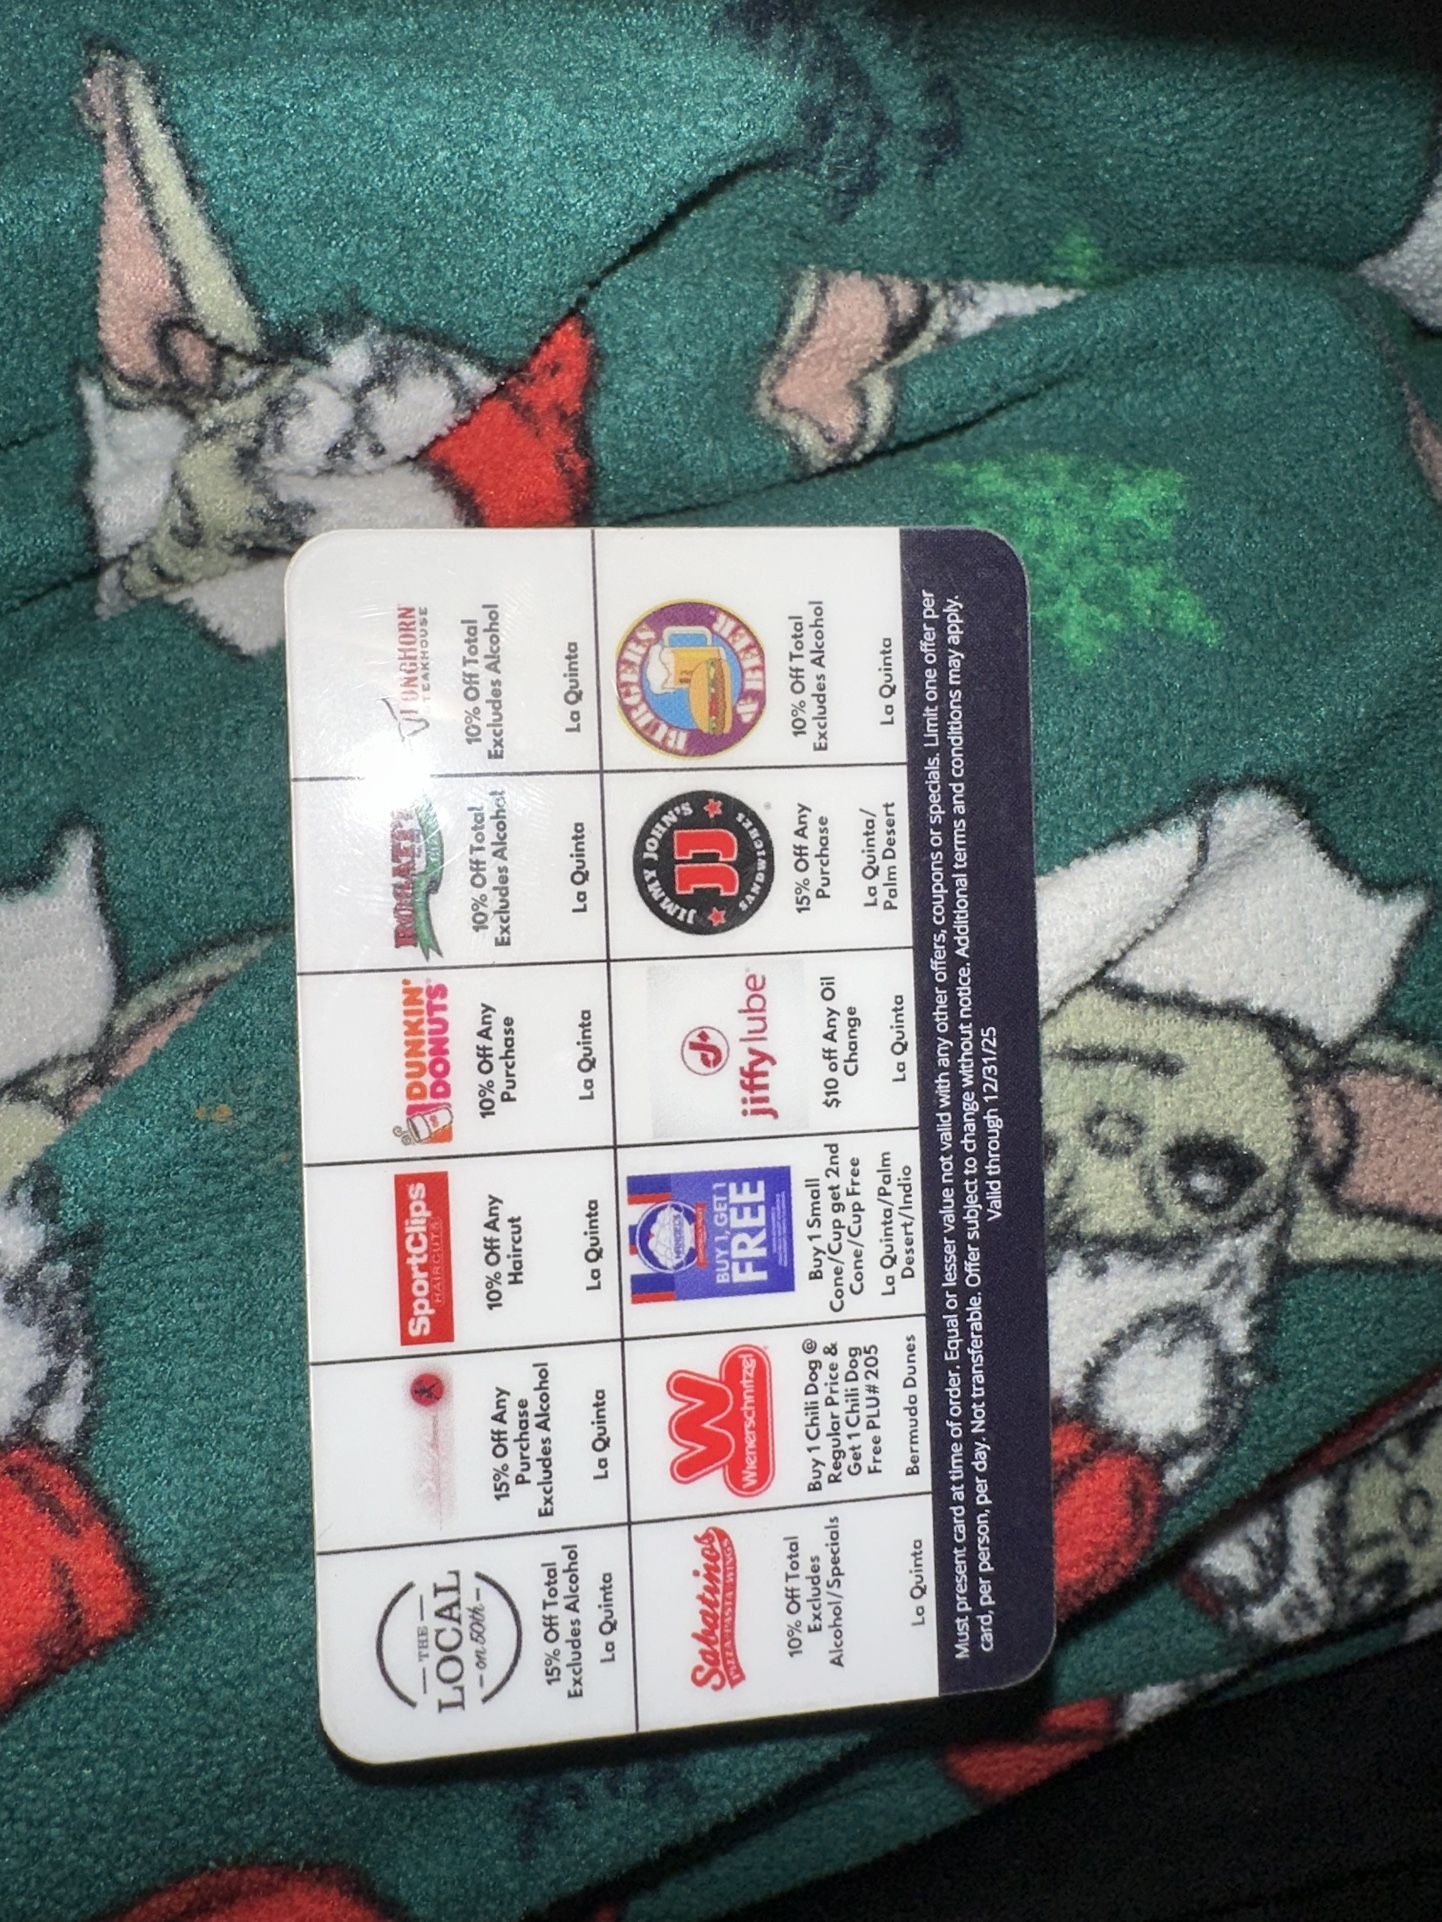 THE
LOCAL
on 50th
15% Off Total
Excludes Alcohol
La Quinta
15% Off Any
Purchase
Excludes Alcohol
La Quinta
SportClips
HAIRCUTS
10% Off Any
Haircut
La Quinta
DUNKIN'
DONUTS
10% Off Any
Purchase
La Quinta
10% Off Total
Excludes Alcohol
La Quinta
LONGHORN
STEAKHOUSE
10% Off Total
Excludes Alcohol
La Quinta
Sabatinos
PIZZA·PASTA·WINGS
10% Off Total
Excludes
Alcohol/Specials
La Quinta
Wienerschnitzel
Buy 1 Chili Dog @
Regular Price &
Get 1 Chili Dog
Free PLU# 205
Bermuda Dunes
BUY 1, GET 1
FREE
Buy 1 Small
Cone/Cup get 2nd
Cone/Cup Free
La Quinta/Palm
Desert/Indio
jiffy lube
$10 off Any Oil
Change
La Quinta
JIMMY JOHN'S
JJ
SANDWICHES
15% Off Any
Purchase
La Quinta/
Palm Desert
BURGERS
& BEER
10% Off Total
Excludes Alcohol
La Quinta
Must present card at time of order. Equal or lesser value not valid with any other offers, coupons or specials. Limit one offer per
card, per person, per day. Not transferable. Offer subject to change without notice. Additional terms and conditions may apply.
Valid through 12/31/25